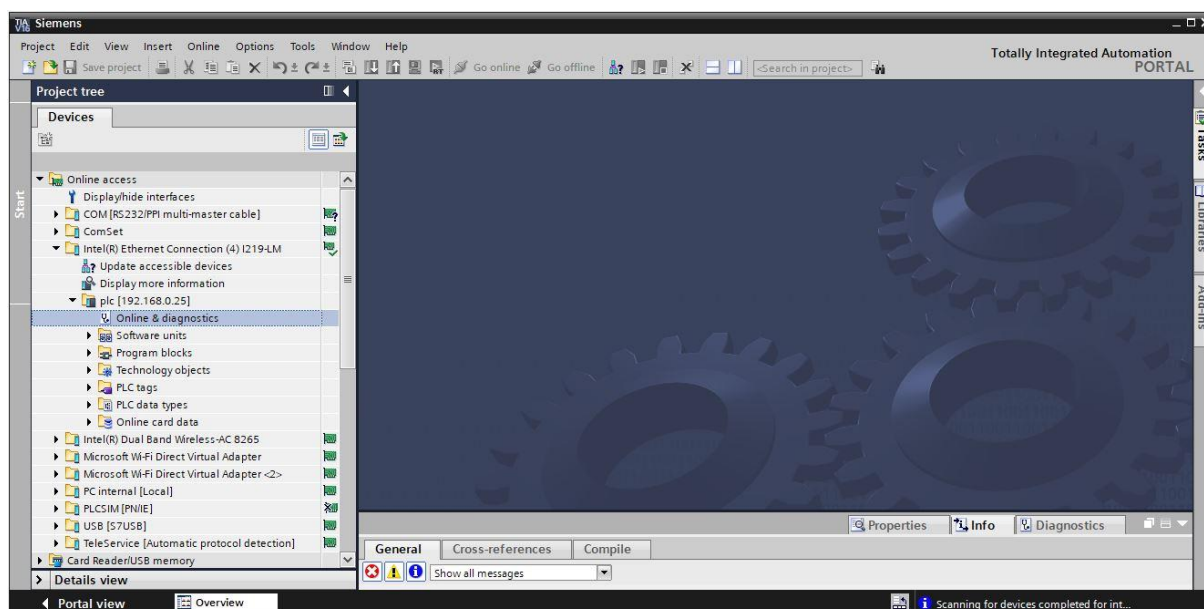 TIA V16 Siemens
Project Edit View Insert Online Options Tools Window Help
Totally Integrated Automation
PORTAL
Save project Go online Go offline <Search in project>
Project tree
Devices
Start
Online access
Display/hide interfaces
COM [RS232/PPI multi-master cable]
ComSet
Intel(R) Ethernet Connection (4) I219-LM
Update accessible devices
Display more information
plc [192.168.0.25]
Online & diagnostics
Software units
Program blocks
Technology objects
PLC tags
PLC data types
Online card data
Intel(R) Dual Band Wireless-AC 8265
Microsoft Wi-Fi Direct Virtual Adapter
Microsoft Wi-Fi Direct Virtual Adapter <2>
PC internal [Local]
PLCSIM [PN/IE]
USB [S7USB]
TeleService [Automatic protocol detection]
Card Reader/USB memory
Details view
Tasks
Libraries
Add-ins
Properties Info Diagnostics
General Cross-references Compile
Show all messages
Portal view Overview
Scanning for devices completed for int...